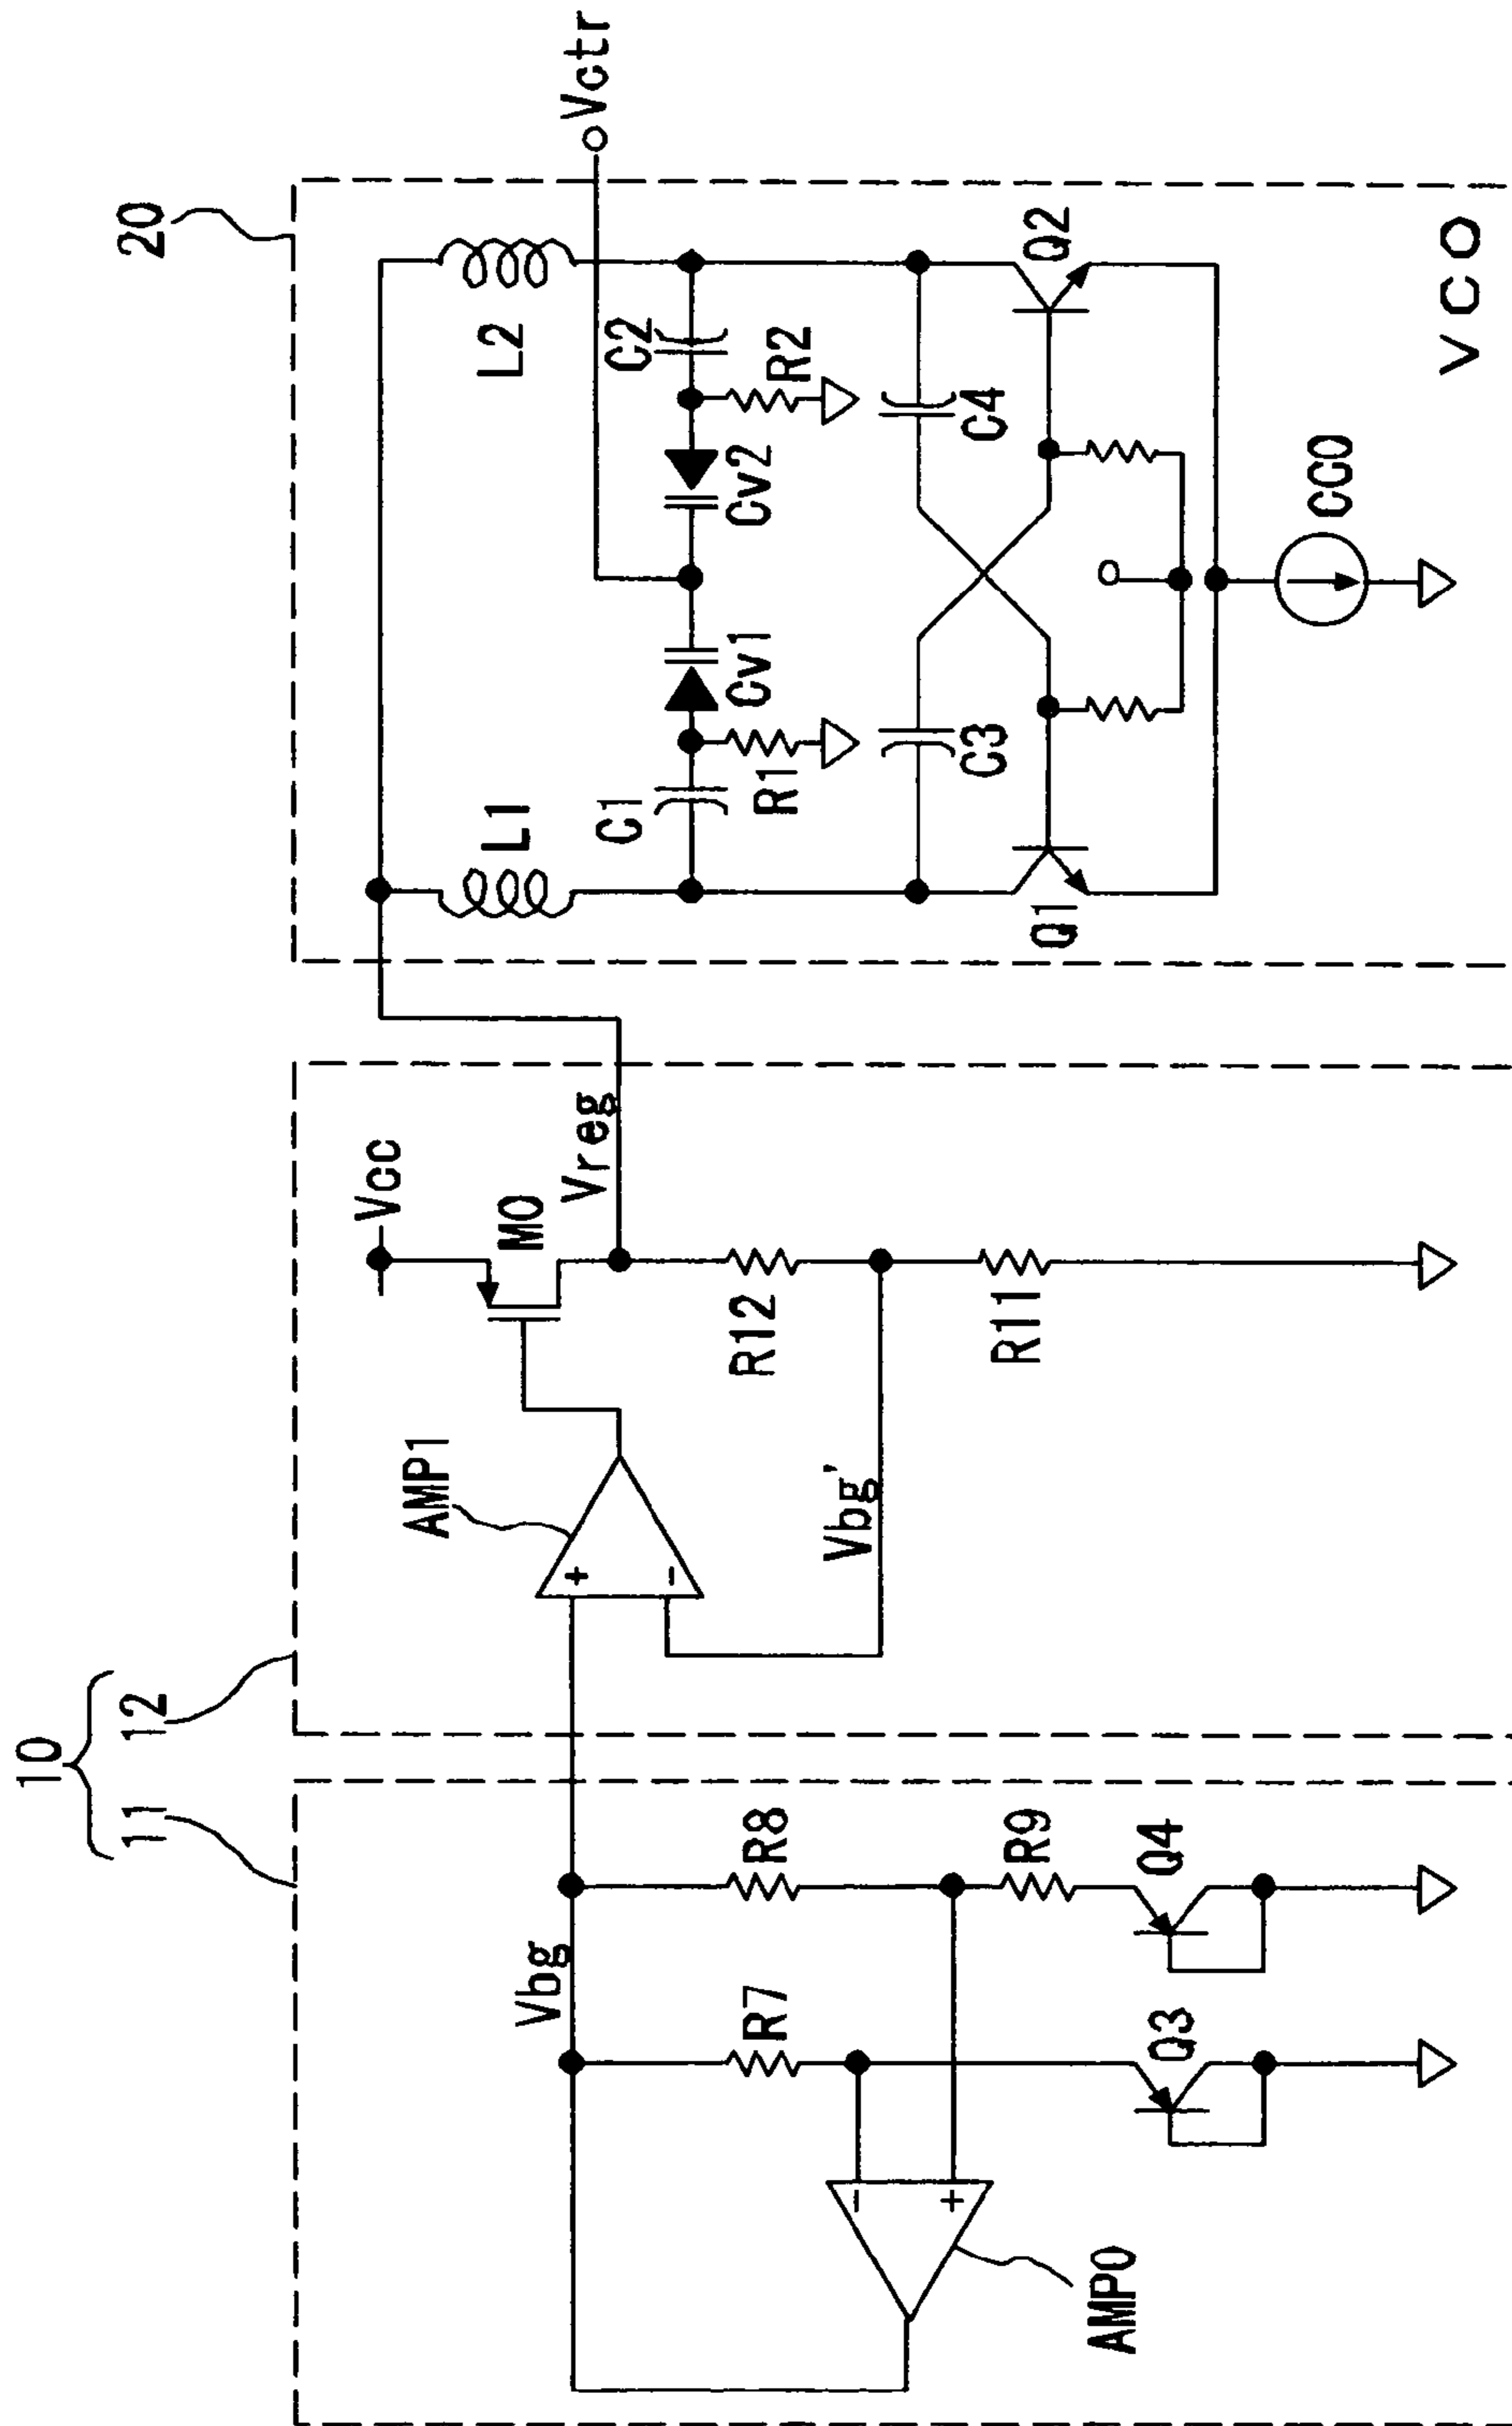 10
11 12
20
Vcc
Vctr
AMP1
M0
Vreg
L1
L2
Vbg
+
-
C1
Cv1
Cv2
C2
R7
R8
R12
R1
R2
Vbg'
-
+
C3
C4
R9
R11
AMP0
Q3
Q4
Q1
Q2
CC0
VCO